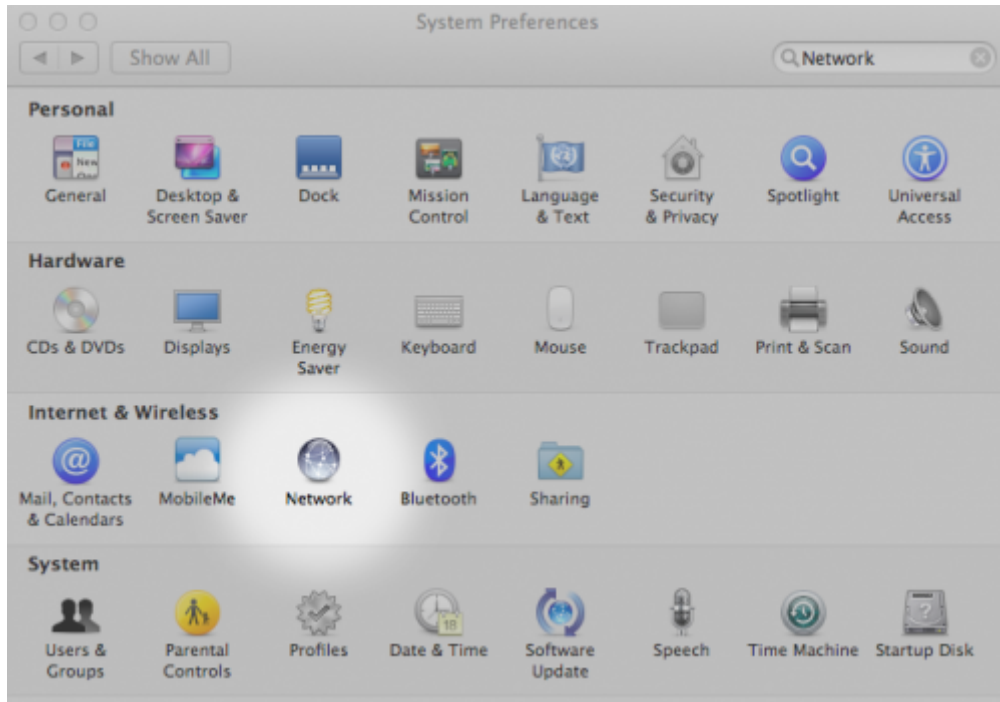 System Preferences
Show All
Network
Personal
General
Desktop &
Screen Saver
Dock
Mission
Control
Language
& Text
Security
& Privacy
Spotlight
Universal
Access
Hardware
CDs & DVDs
Displays
Energy
Saver
Keyboard
Mouse
Trackpad
Print & Scan
Sound
Internet & Wireless
Mail, Contacts
& Calendars
MobileMe
Network
Bluetooth
Sharing
System
Users &
Groups
Parental
Controls
Profiles
Date & Time
Software
Update
Speech
Time Machine
Startup Disk